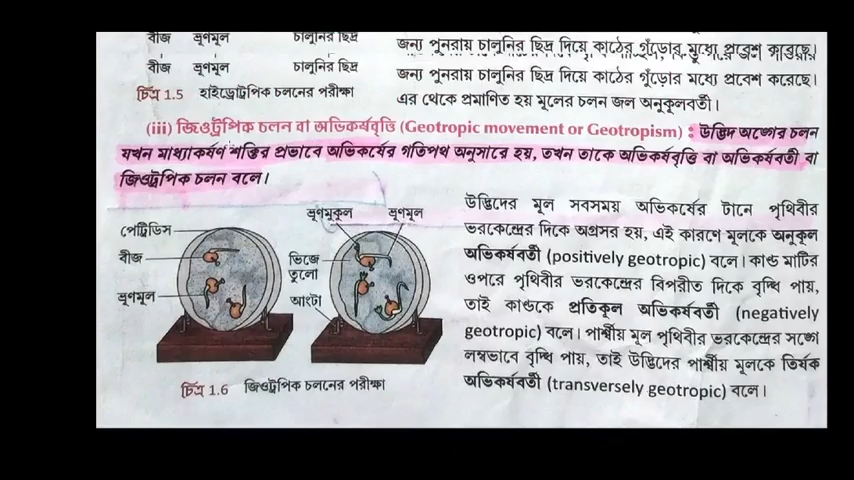 বীজ ভ্রূণমূল চালুনির ছিদ্র
জন্য পুনরায় চালুনির ছিদ্র দিয়ে কাঠের গুঁড়োর মধ্যে প্রবেশ করেছে।
বীজ ভ্রূণমূল চালুনির ছিদ্র
জন্য পুনরায় চালুনির ছিদ্র দিয়ে কাঠের গুঁড়োর মধ্যে প্রবেশ করেছে।
চিত্র 1.5 হাইড্রোট্রপিক চলনের পরীক্ষা
এর থেকে প্রমাণিত হয় মূলের চলন জল অনুকূলবর্তী।
(iii) জিওট্রপিক চলন বা অভিকর্ষবৃত্তি (Geotropic movement or Geotropism) : উদ্ভিদ অঙ্গের চলন
যখন মাধ্যাকর্ষণ শক্তির প্রভাবে অভিকর্ষের গতিপথ অনুসারে হয়, তখন তাকে অভিকর্ষবৃত্তি বা অভিকর্ষবর্তী বা
জিওট্রপিক চলন বলে।
পেট্রিডিস
বীজ
ভ্রূণমূল
ভ্রূণমুকুল ভ্রূণমূল
ভিজে
তুলো
আংটা
চিত্র 1.6 জিওট্রপিক চলনের পরীক্ষা
উদ্ভিদের মূল সবসময় অভিকর্ষের টানে পৃথিবীর
ভরকেন্দ্রের দিকে অগ্রসর হয়, এই কারণে মূলকে অনুকূল
অভিকর্ষবর্তী (positively geotropic) বলে। কাণ্ড মাটির
ওপরে পৃথিবীর ভরকেন্দ্রের বিপরীত দিকে বৃদ্ধি পায়,
তাই কাণ্ডকে প্রতিকূল অভিকর্ষবর্তী (negatively
geotropic) বলে। পার্শ্বীয় মূল পৃথিবীর ভরকেন্দ্রের সঙ্গে
লম্বভাবে বৃদ্ধি পায়, তাই উদ্ভিদের পার্শ্বীয় মূলকে তির্যক
অভিকর্ষবর্তী (transversely geotropic) বলে।